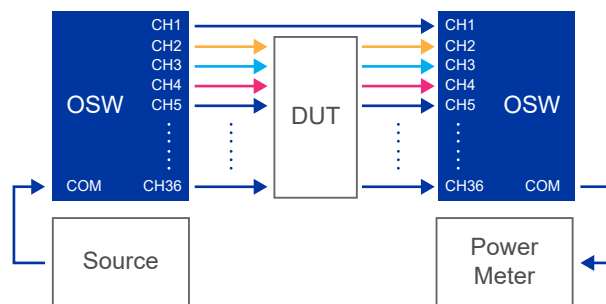 CH1
CH2
CH3
CH4
CH5
OSW
COM
CH36
Source
DUT
CH1
CH2
CH3
CH4
CH5
OSW
CH36
COM
Power
Meter